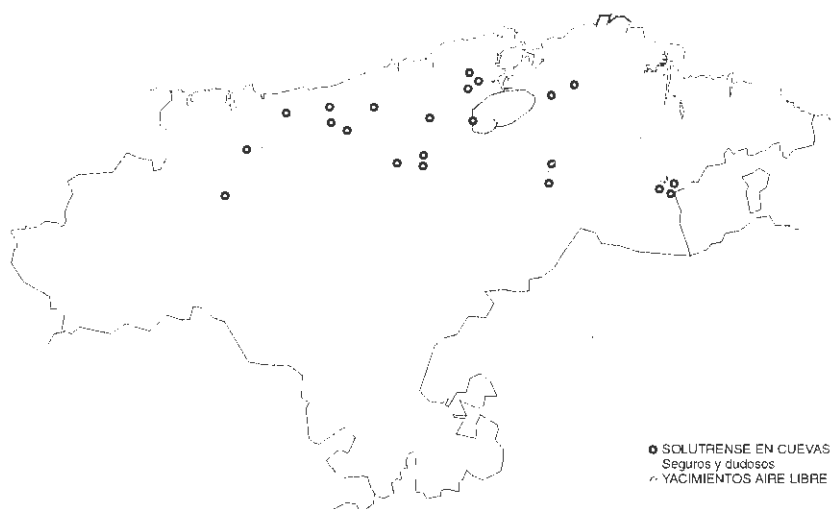 SOLUTRENSE EN CUEVAS
Seguros y dudosos
YACIMIENTOS AIRE LIBRE